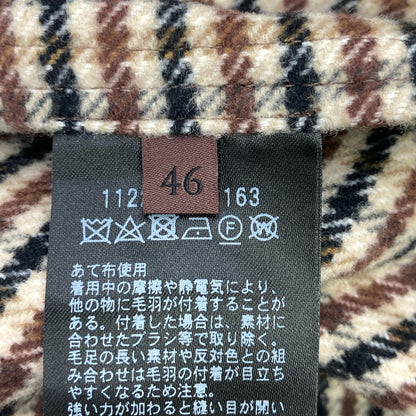 46
112 163
あて布使用
着用中の摩擦や静電気により、
他の物に毛羽が付着することが
ある。付着した場合は、素材に
合わせたブラシ等で取り除く。
毛足の長い素材や反対色との組
み合わせは毛羽の付着が目立ち
やすくなるため注意
強い力が加わると縫い目が開い